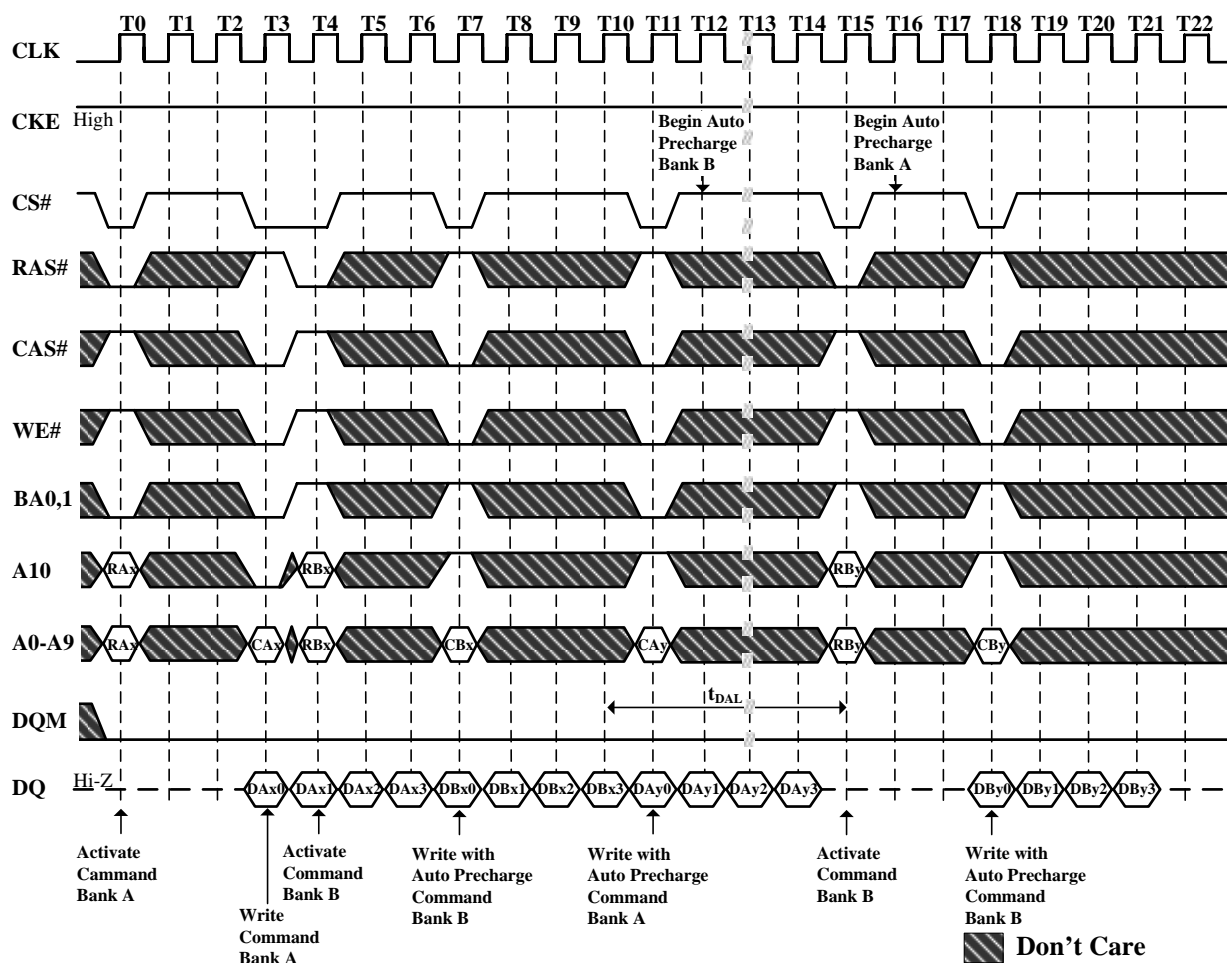 T0 T1 T2 T3 T4 T5 T6 T7 T8 T9 T10 T11 T12 T13 T14 T15 T16 T17 T18 T19 T20 T21 T22
CLK
CKE High
Begin Auto
Precharge
Bank B
Begin Auto
Precharge
Bank A
CS#
RAS#
CAS#
WE#
BA0,1
A10 RAx RBx RBy
A0-A9 RAx CAx RBx CBx CAy RBy CBy
tDAL
DQM
DQ Hi-Z DAx0 DAx1 DAx2 DAx3 DBx0 DBx1 DBx2 DBx3 DAy0 DAy1 DAy2 DAy3 DBy0 DBy1 DBy2 DBy3
Activate
Cammand
Bank A
Write
Command
Bank A
Activate
Command
Bank B
Write with
Auto Precharge
Command
Bank B
Write with
Auto Precharge
Command
Bank A
Activate
Command
Bank B
Write with
Auto Precharge
Command
Bank B
Don't Care